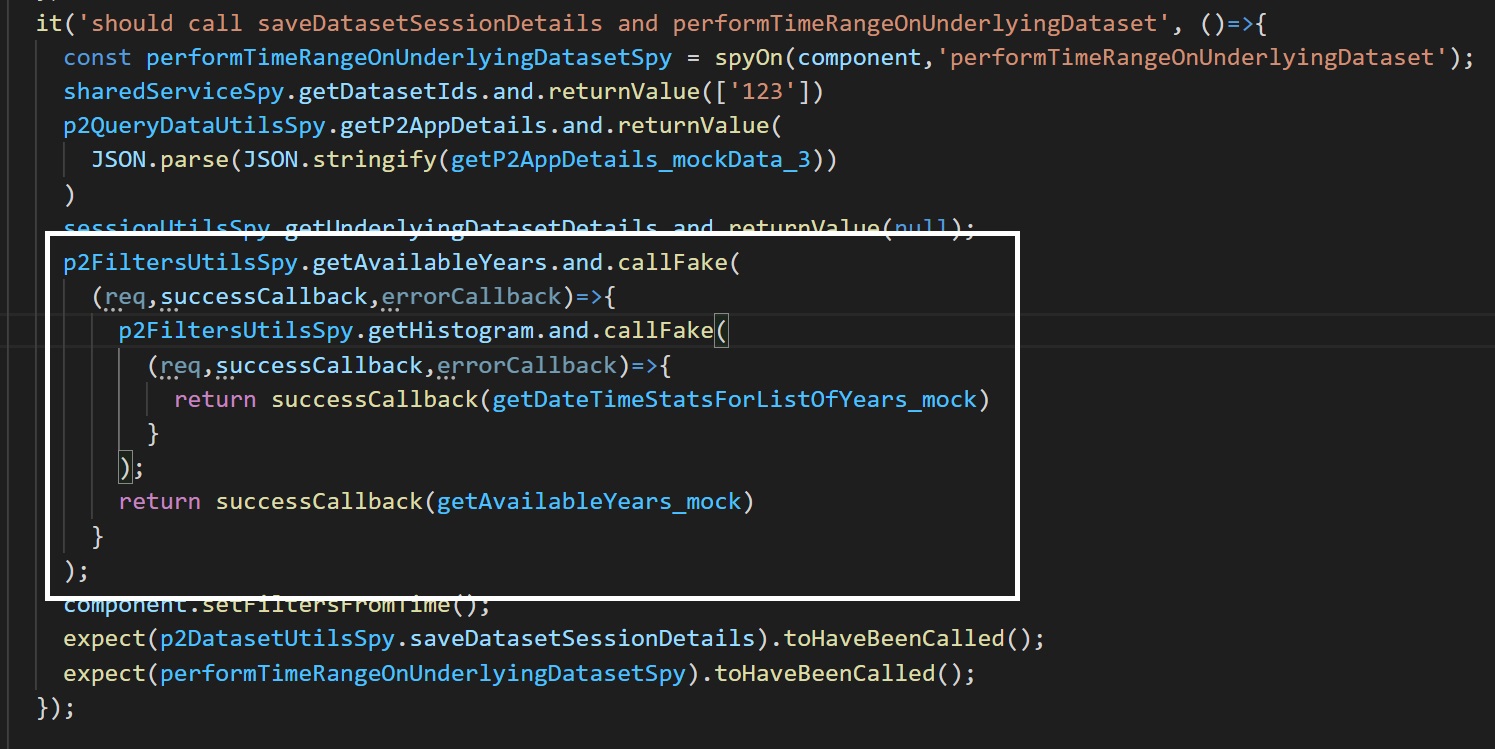 it('should call saveDatasetSessionDetails and performTimeRangeOnUnderlyingDataset', ()=>{
const performTimeRangeOnUnderlyingDatasetSpy = spyOn(component,'performTimeRangeOnUnderlyingDataset');
sharedServiceSpy.getDatasetIds.and.returnValue(['123'])
p2QueryDataUtilsSpy.getP2AppDetails.and.returnValue(
JSON.parse(JSON.stringify(getP2AppDetails_mockData_3))
)
sessionUtilsSpy.getUnderlyingDatasetDetails.and.returnValue(null);
p2FiltersUtilsSpy.getAvailableYears.and.callFake(
(req,successCallback,errorCallback)=>{
p2FiltersUtilsSpy.getHistogram.and.callFake(
(req,successCallback,errorCallback)=>{
return successCallback(getDateTimeStatsForListOfYears_mock)
}
);
return successCallback(getAvailableYears_mock)
}
);
component.setFiltersFromTime();
expect(p2DatasetUtilsSpy.saveDatasetSessionDetails).toHaveBeenCalled();
expect(performTimeRangeOnUnderlyingDatasetSpy).toHaveBeenCalled();
});